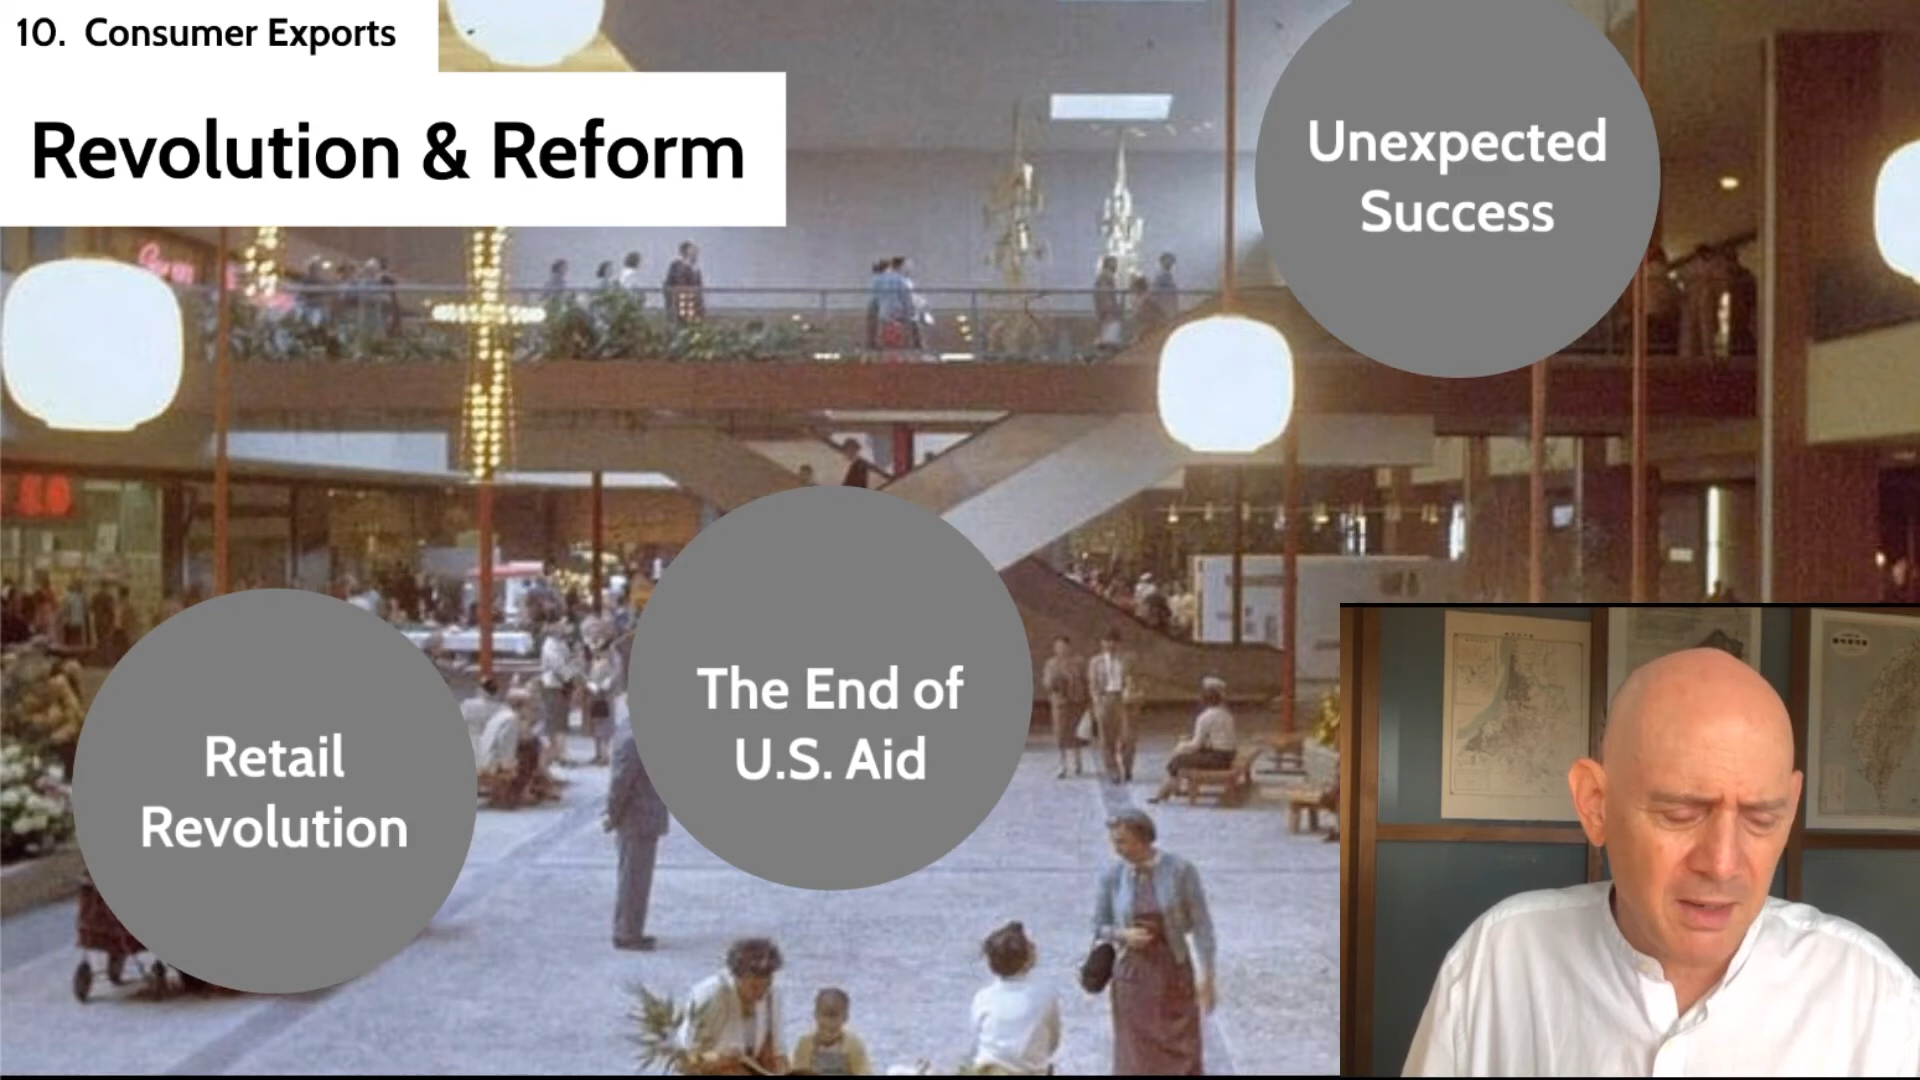 10. Consumer Exports
Revolution & Reform
Unexpected
Success
The End of
U.S. Aid
Retail
Revolution